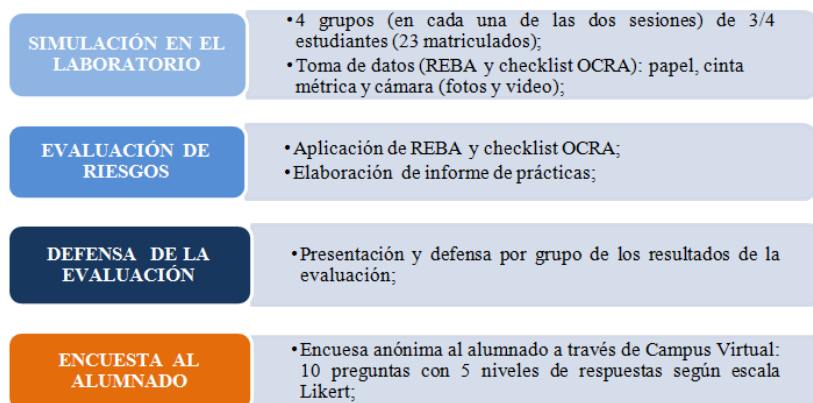 SIMULACIÓN EN EL
LABORATORIO
•4 grupos (en cada una de las dos sesiones) de 3/4
estudiantes (23 matriculados);
•Toma de datos (REBA y checklist OCRA): papel, cinta
métrica y cámara (fotos y video);
EVALUACIÓN DE
RIESGOS
•Aplicación de REBA y checklist OCRA;
•Elaboración de informe de prácticas;
DEFENSA DE LA
EVALUACIÓN
•Presentación y defensa por grupo de los resultados de la
evaluación;
ENCUESTA AL
ALUMNADO
•Encuesa anónima al alumnado a través de Campus Virtual:
10 preguntas con 5 niveles de respuestas según escala
Likert;